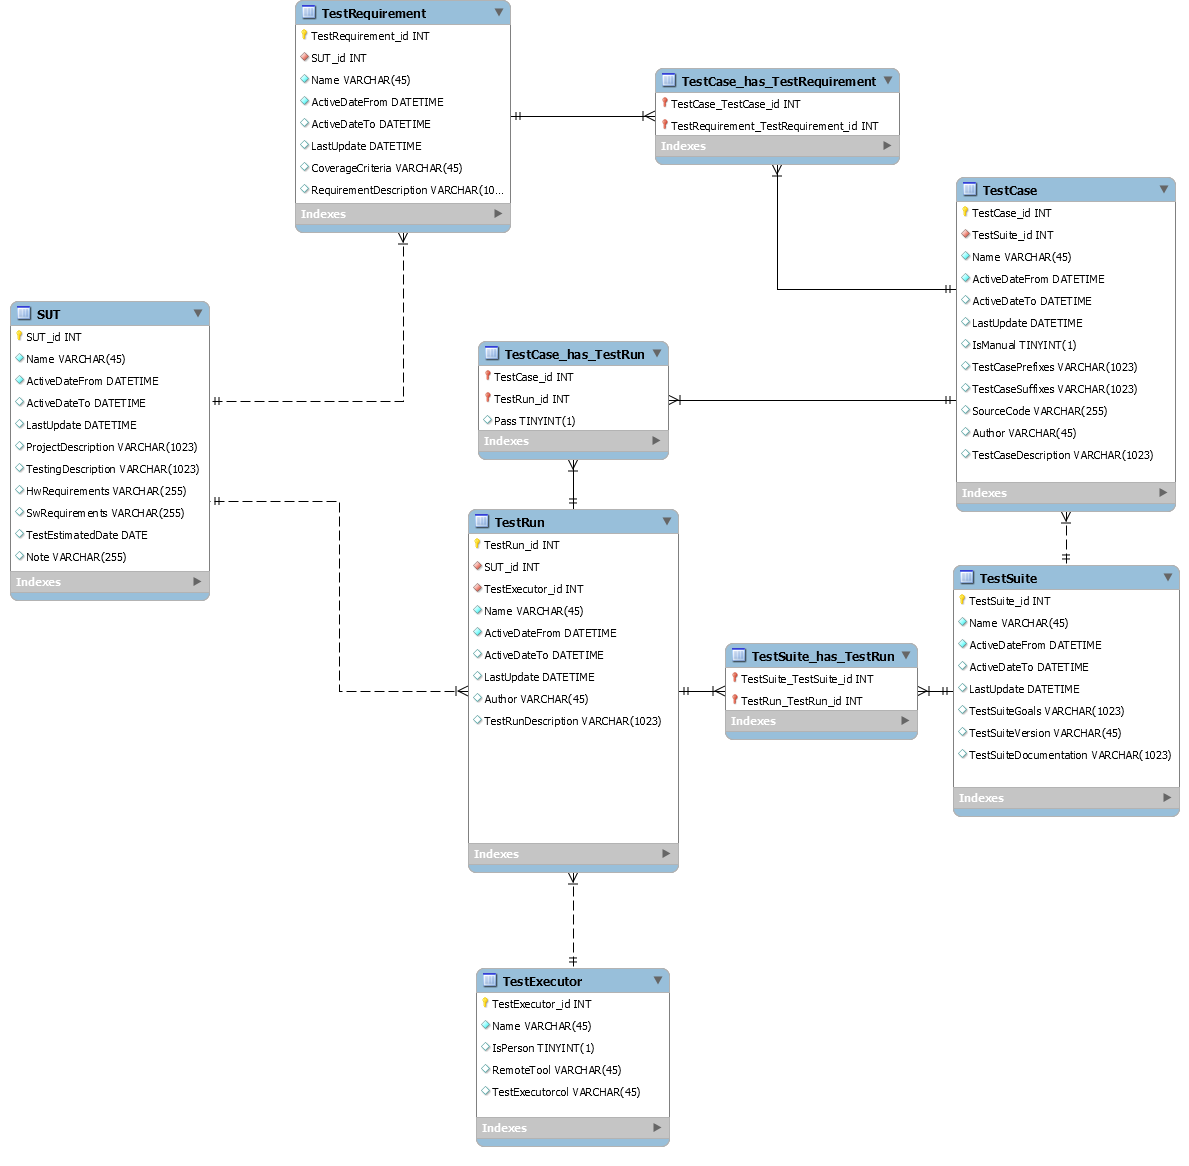 TestRequirement
TestRequirement_id INT
SUT_id INT
Name VARCHAR(45)
ActiveDateFrom DATETIME
ActiveDateTo DATETIME
LastUpdate DATETIME
CoverageCriteria VARCHAR(45)
RequirementDescription VARCHAR(10...
Indexes
TestCase_has_TestRequirement
TestCase_TestCase_id INT
TestRequirement_TestRequirement_id INT
Indexes
TestCase
TestCase_id INT
TestSuite_id INT
Name VARCHAR(45)
ActiveDateFrom DATETIME
ActiveDateTo DATETIME
LastUpdate DATETIME
IsManual TINYINT(1)
TestCasePrefixes VARCHAR(1023)
TestCaseSuffixes VARCHAR(1023)
SourceCode VARCHAR(255)
Author VARCHAR(45)
TestCaseDescription VARCHAR(1023)
Indexes
SUT
SUT_id INT
Name VARCHAR(45)
ActiveDateFrom DATETIME
ActiveDateTo DATETIME
LastUpdate DATETIME
ProjectDescription VARCHAR(1023)
TestingDescription VARCHAR(1023)
HwRequirements VARCHAR(255)
SwRequirements VARCHAR(255)
TestEstimatedDate DATE
Note VARCHAR(255)
Indexes
TestCase_has_TestRun
TestCase_id INT
TestRun_id INT
Pass TINYINT(1)
Indexes
TestRun
TestRun_id INT
SUT_id INT
TestExecutor_id INT
Name VARCHAR(45)
ActiveDateFrom DATETIME
ActiveDateTo DATETIME
LastUpdate DATETIME
Author VARCHAR(45)
TestRunDescription VARCHAR(1023)
Indexes
TestSuite_has_TestRun
TestSuite_TestSuite_id INT
TestRun_TestRun_id INT
Indexes
TestSuite
TestSuite_id INT
Name VARCHAR(45)
ActiveDateFrom DATETIME
ActiveDateTo DATETIME
LastUpdate DATETIME
TestSuiteGoals VARCHAR(1023)
TestSuiteVersion VARCHAR(45)
TestSuiteDocumentation VARCHAR(1023)
Indexes
TestExecutor
TestExecutor_id INT
Name VARCHAR(45)
IsPerson TINYINT(1)
RemoteTool VARCHAR(45)
TestExecutorcol VARCHAR(45)
Indexes